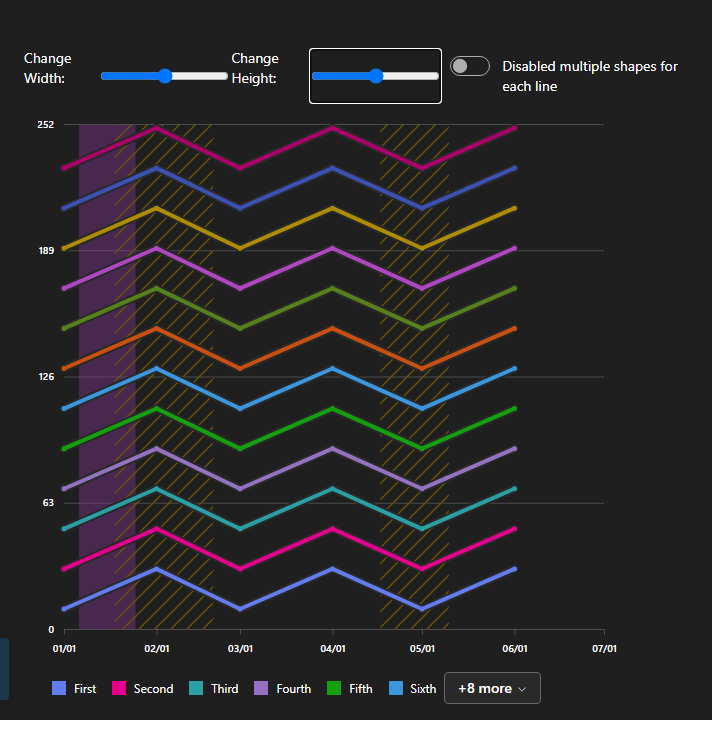 Change
Width:
Change
Height:
Disabled multiple shapes for
each line
252
189
126
63
0
01/01 02/01 03/01 04/01 05/01 06/01 07/01
First Second Third Fourth Fifth Sixth +8 more